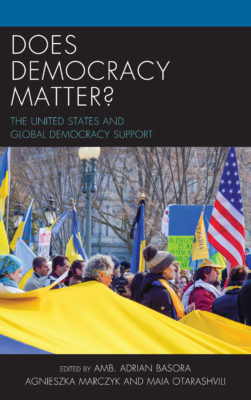 DOES
DEMOCRACY
MATTER?
THE UNITED STATES AND
GLOBAL DEMOCRACY SUPPORT
EDITED BY AMB. ADRIAN BASORA
AGNIESZKA MARCZYK AND MAIA OTARASHVILI